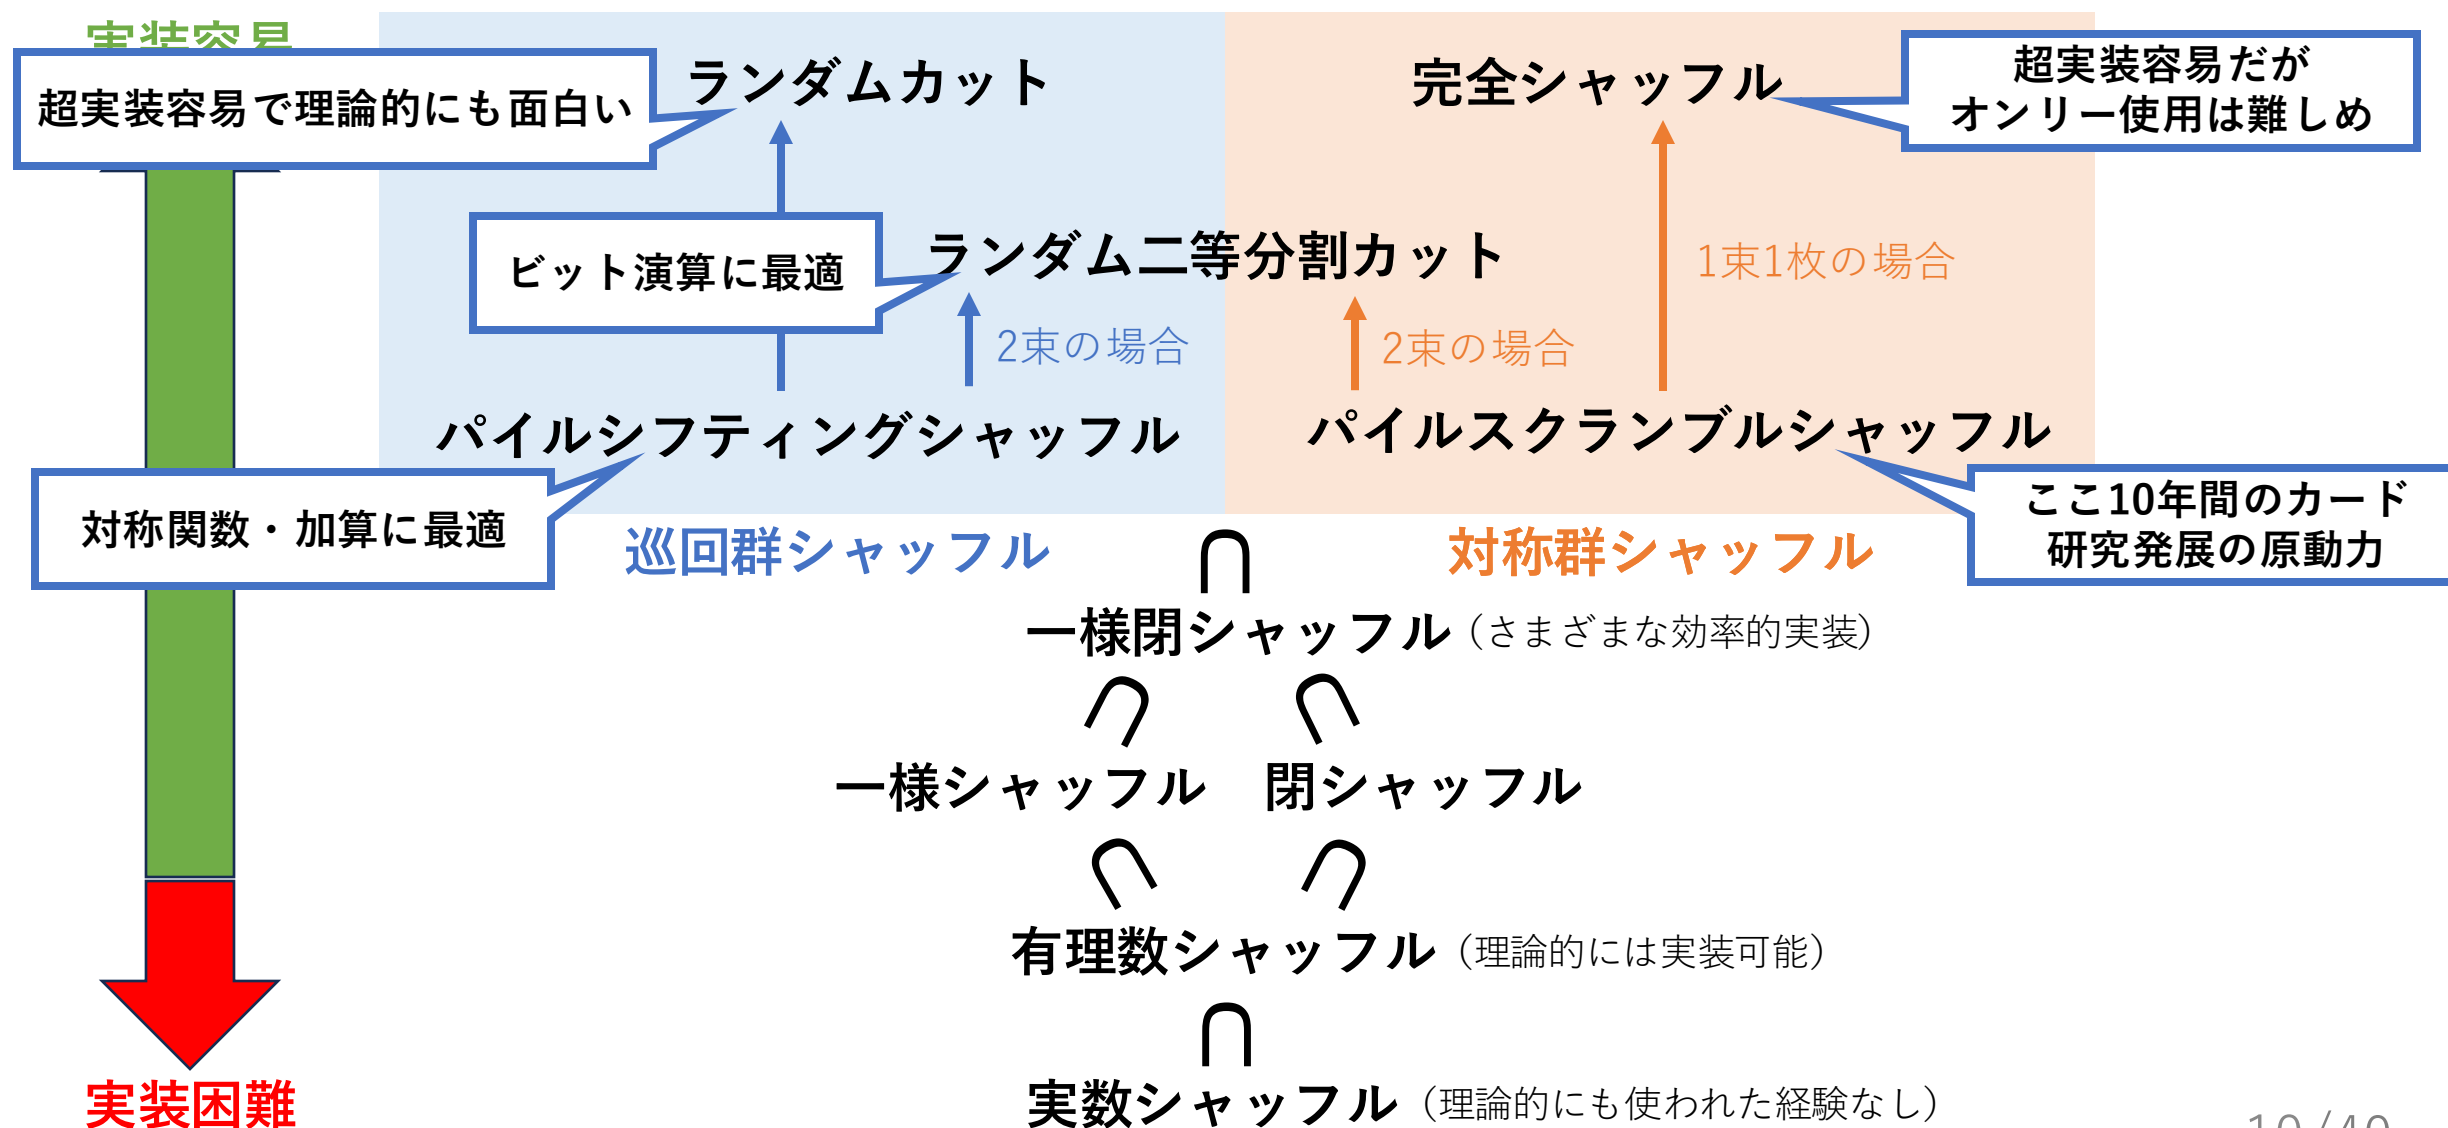 実装容易
超実装容易で理論的にも面白い
ランダムカット
完全シャッフル
超実装容易だが
オンリー使用は難しめ
ビット演算に最適
ランダム二等分割カット
1束1枚の場合
2束の場合
2束の場合
パイルシフティングシャッフル
パイルスクランブルシャッフル
対称関数・加算に最適
ここ10年間のカード
研究発展の原動力
巡回群シャッフル
対称群シャッフル
∩
一様閉シャッフル（さまざまな効率的実装）
∩ ∩
一様シャッフル 閉シャッフル
∩ ∩
有理数シャッフル（理論的には実装可能）
∩
実数シャッフル（理論的にも使われた経験なし）
実装困難
10/40